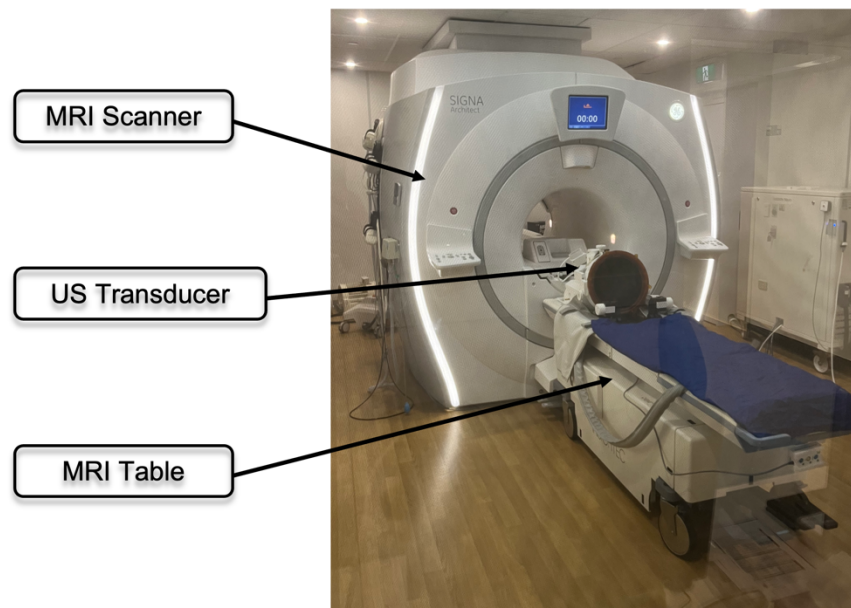 MRI Scanner
SIGNA
Architect
00:00
US Transducer
MRI Table